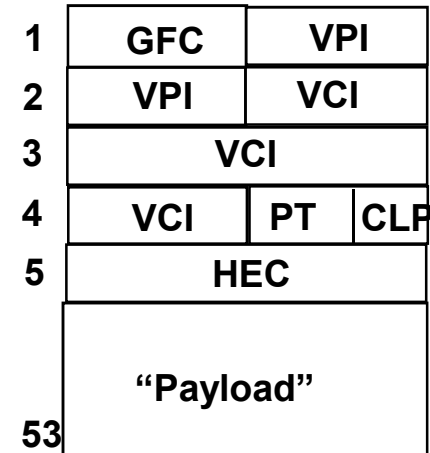 1 GFC VPI
2 VPI VCI
3 VCI
4 VCI PT CLP
5 HEC
“Payload”
53